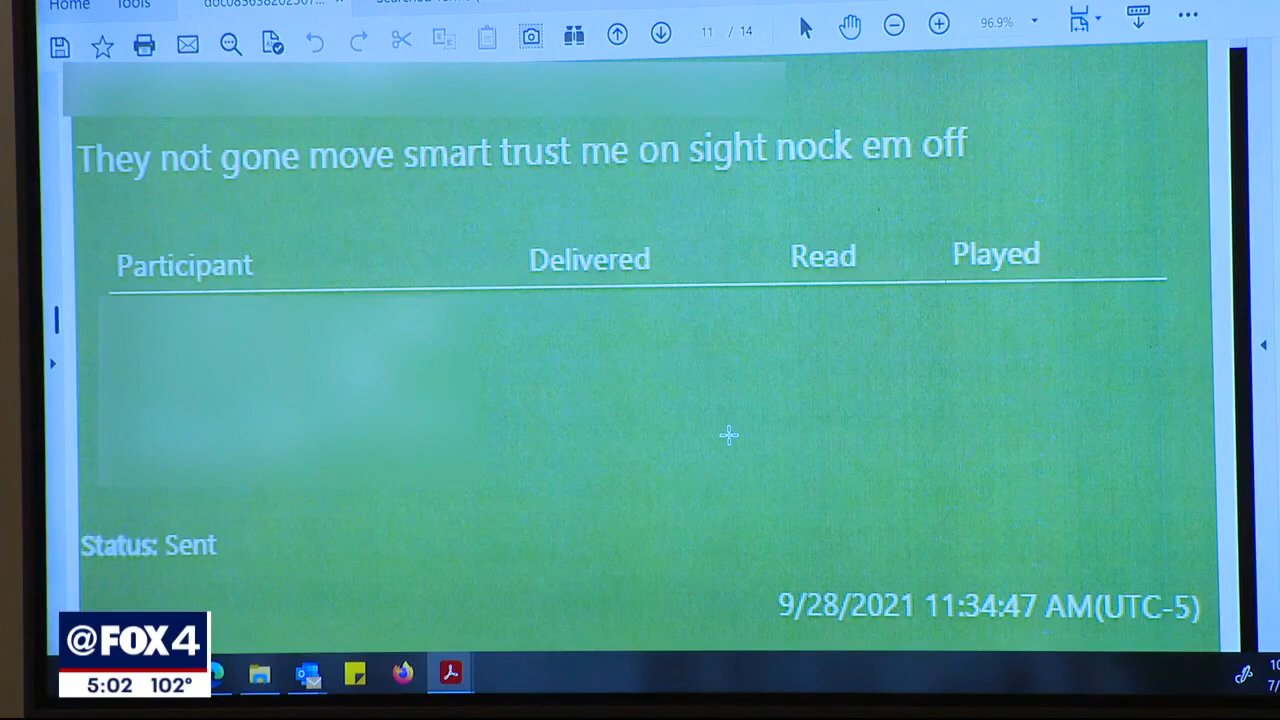 Home Tools
11 / 14 96.9%
They not gone move smart trust me on sight nock em off
Participant Delivered Read Played
Status: Sent
9/28/2021 11:34:47 AM(UTC-5)
@FOX4
5:02 102°